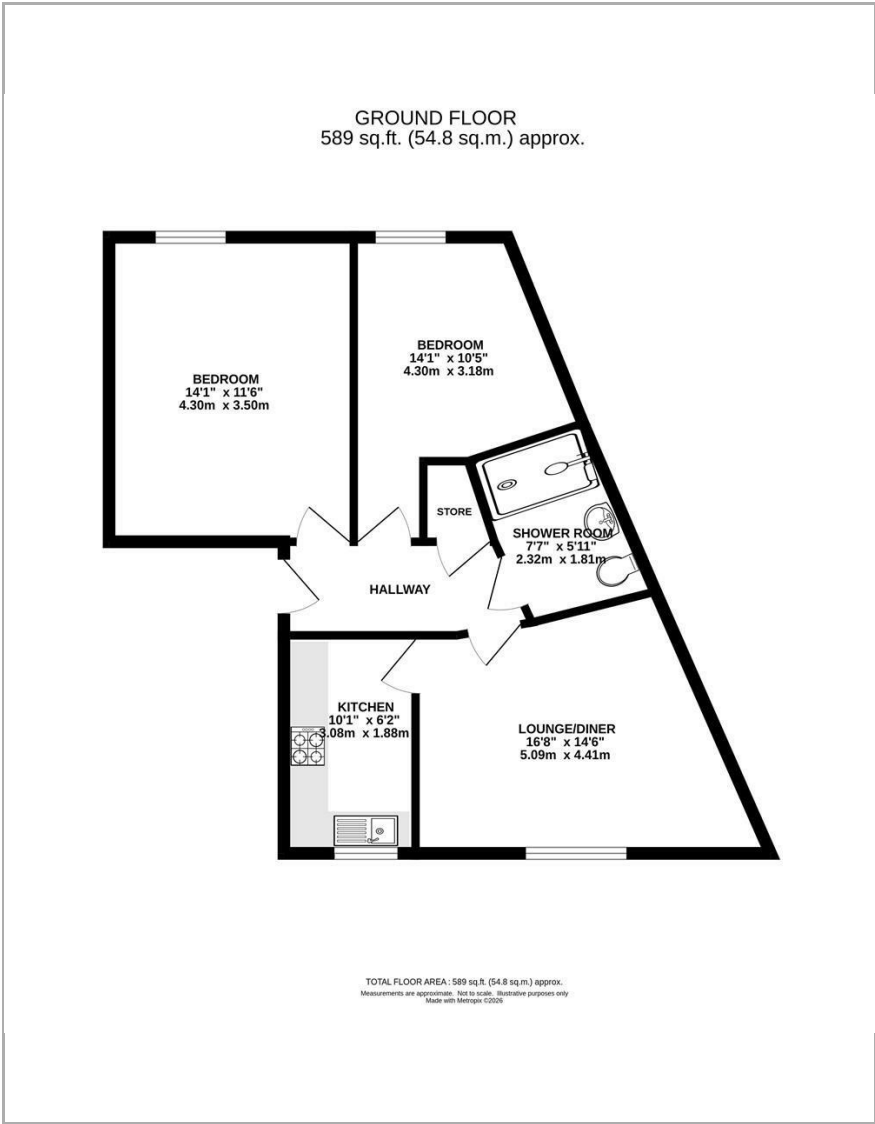 GROUND FLOOR
589 sq.ft. (54.8 sq.m.) approx.
BEDROOM
14'1" x 11'6"
4.30m x 3.50m
BEDROOM
14'1" x 10'5"
4.30m x 3.18m
STORE
SHOWER ROOM
7'7" x 5'11"
2.32m x 1.81m
HALLWAY
KITCHEN
10'1" x 6'2"
3.08m x 1.88m
LOUNGE/DINER
16'8" x 14'6"
5.09m x 4.41m
TOTAL FLOOR AREA : 589 sq.ft. (54.8 sq.m.) approx.
Measurements are approximate. Not to scale. Illustrative purposes only
Made with Metropix ©2026